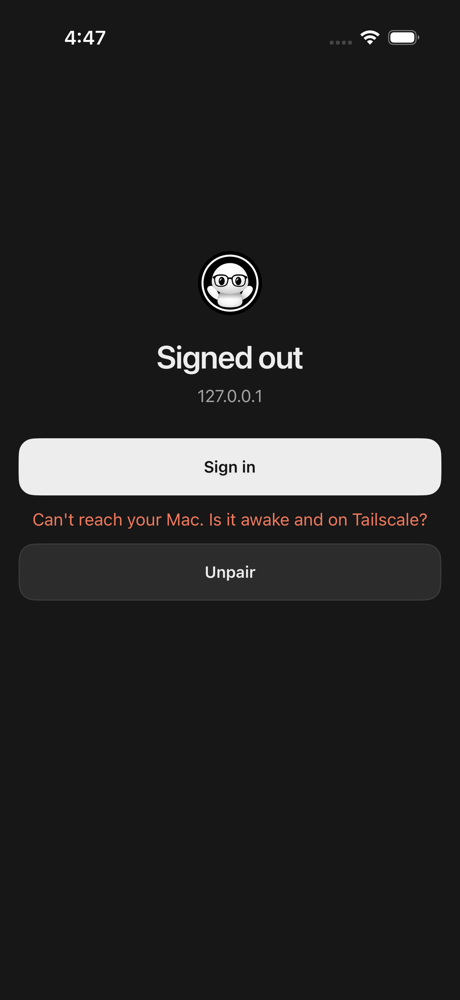 4:47
Signed out
127.0.0.1
Sign in
Can't reach your Mac. Is it awake and on Tailscale?
Unpair